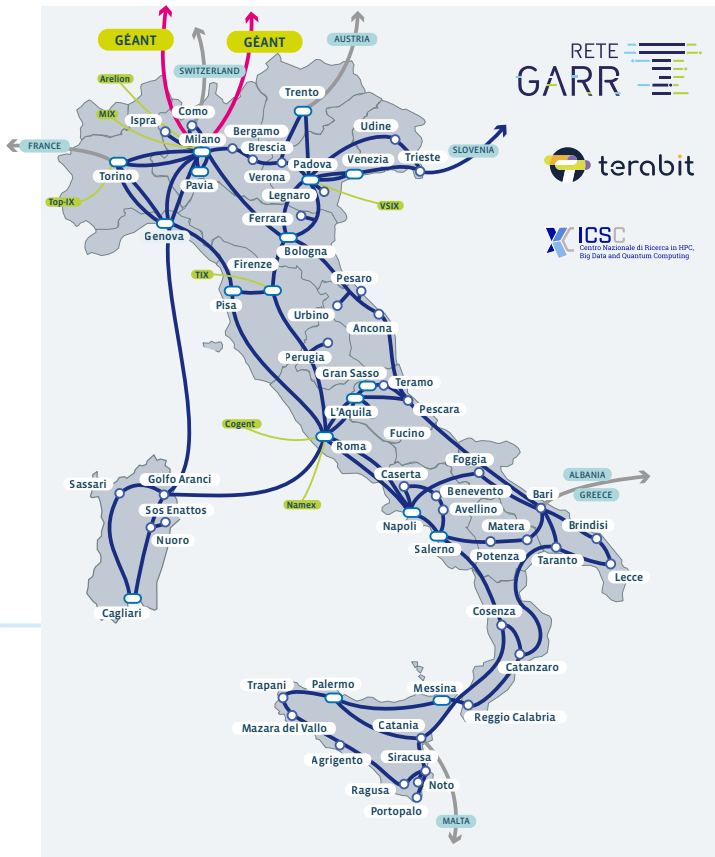 GÉANT
GÉANT
AUSTRIA
SWITZERLAND
RETE
GARR
Arelion
Trento
MIX
Como
Ispra
Udine
SLOVENIA
Bergamo
Milano
FRANCE
Brescia
Padova
Venezia
Trieste
terabit
Torino
Verona
Pavia
Legnaro
Top-IX
VSIX
Ferrara
ICSC
Centro Nazionale di Ricerca in HPC,
Big Data and Quantum Computing
Genova
Bologna
Firenze
TIX
Pesaro
Pisa
Urbino
Ancona
Perugia
Gran Sasso
Teramo
L'Aquila
Pescara
Cogent
Fucino
Roma
Foggia
Caserta
ALBANIA
Sassari
Golfo Aranci
Benevento
Bari
GREECE
Namex
Sos Enattos
Avellino
Napoli
Matera
Brindisi
Nuoro
Salerno
Potenza
Taranto
Lecce
Cagliari
Cosenza
Catanzaro
Trapani
Palermo
Messina
Reggio Calabria
Mazara del Vallo
Catania
Agrigento
Siracusa
Ragusa
Noto
Portopalo
MALTA